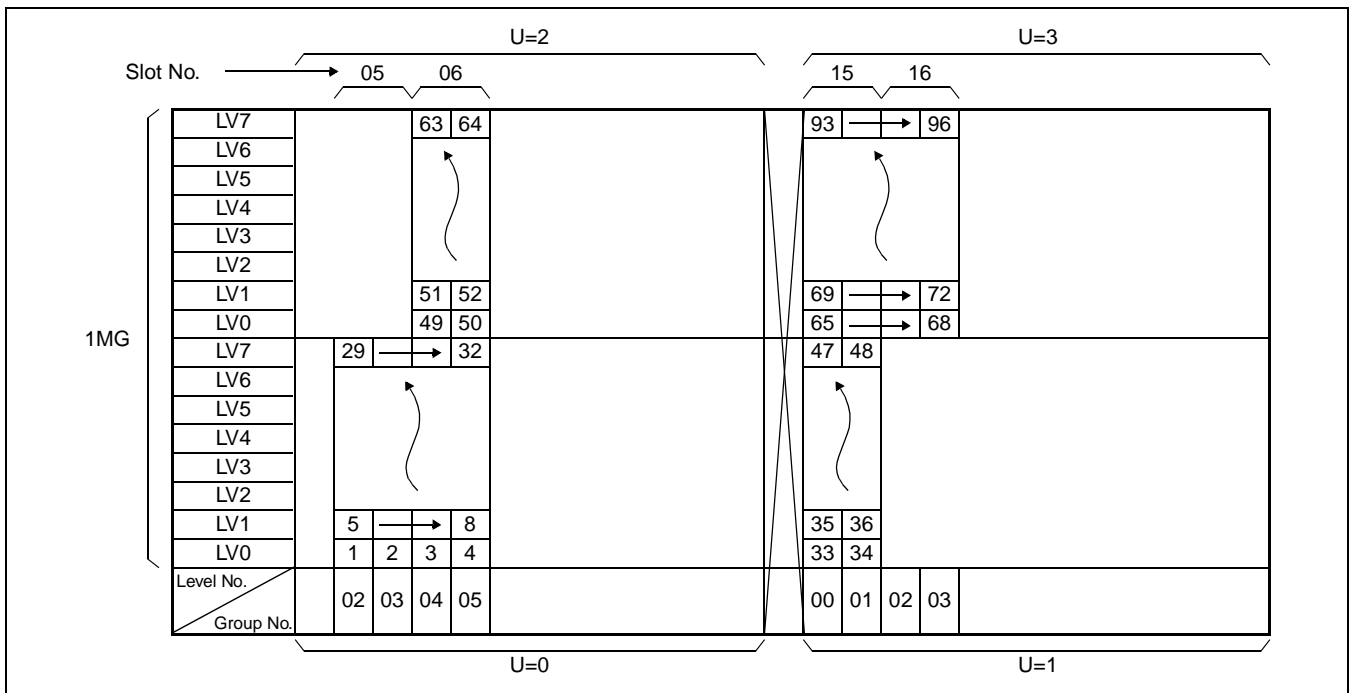 U=2 U=3
Slot No. 05 06 15 16
LV7 63 64 93 96
LV6
LV5
LV4
LV3
LV2
LV1 51 52 69 72
LV0 49 50 65 68
1MG
LV7 29 32 47 48
LV6
LV5
LV4
LV3
LV2
LV1 5 8 35 36
LV0 1 2 3 4 33 34
Level No.
Group No. 02 03 04 05 00 01 02 03
U=0 U=1